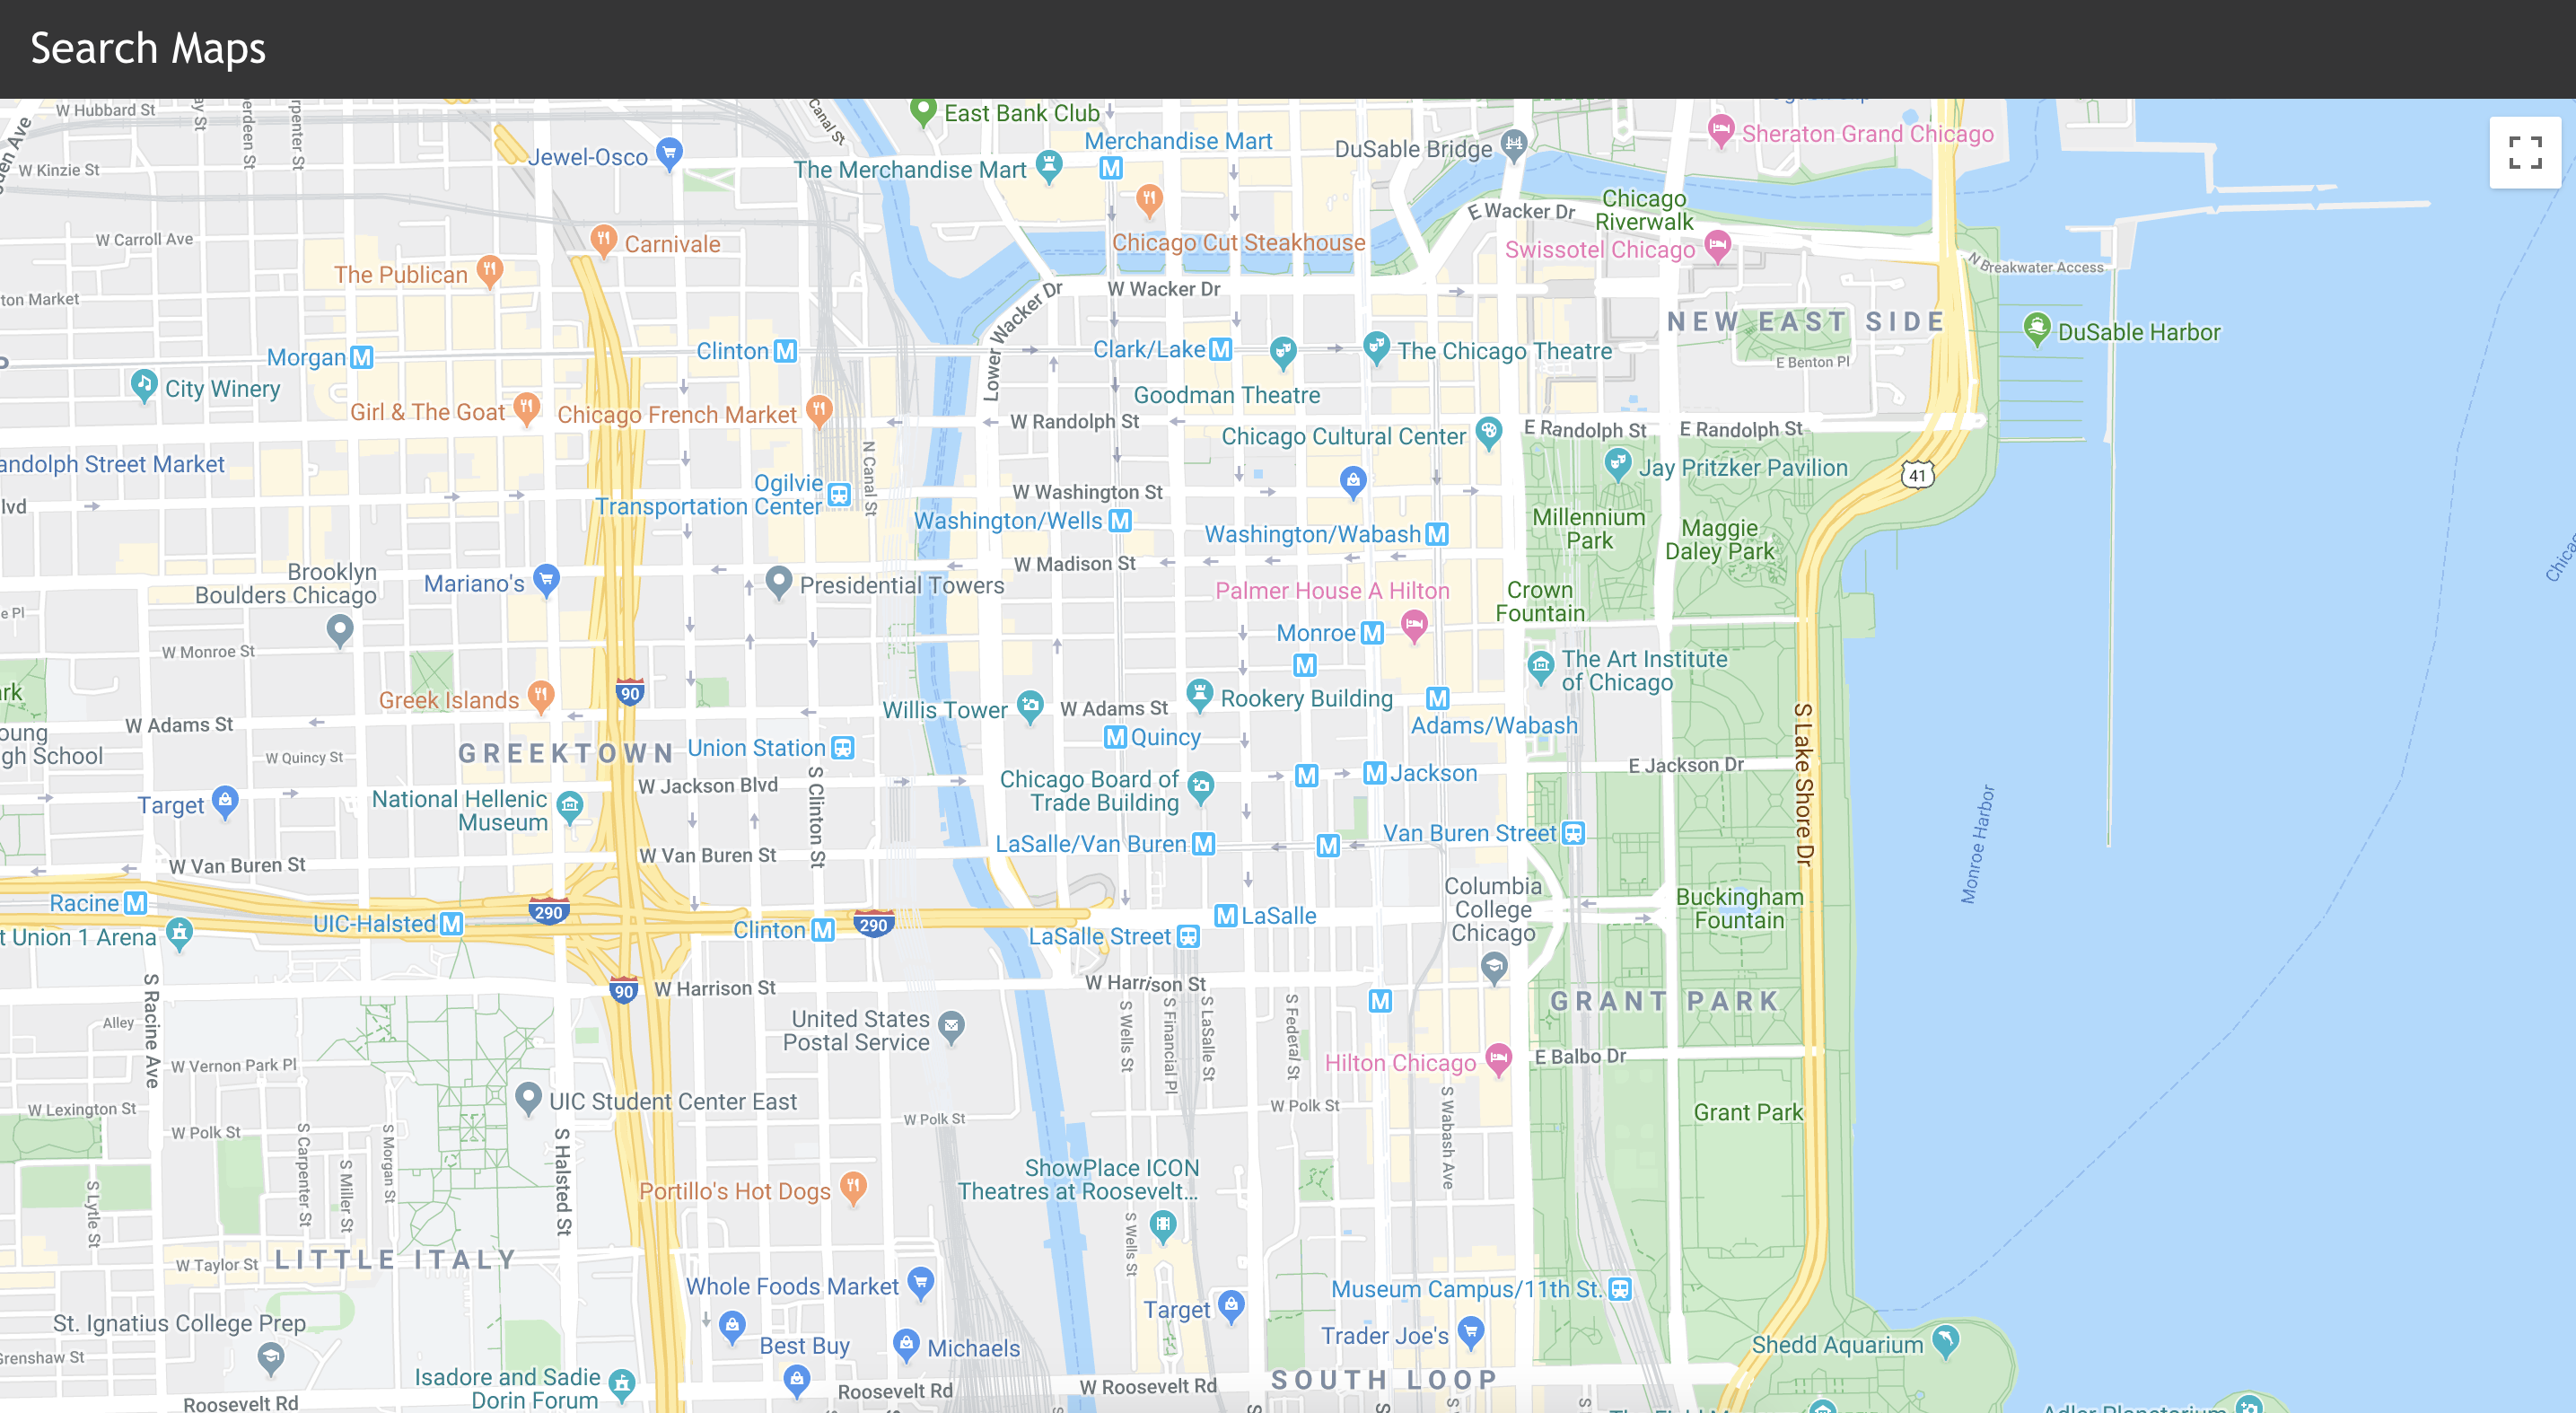 Search Maps
W Hubbard St
Canal St
East Bank Club
Merchandise Mart
Sheraton Grand Chicago
Jewel-Osco
The Merchandise Mart
DuSable Bridge
W Kinzie St
Chicago
Riverwalk
E Wacker Dr
W Carroll Ave
Carnivale
Chicago Cut Steakhouse
Swissotel Chicago
The Publican
N Breakwater Access
ton Market
W Wacker Dr
Lower Wacker Dr
NEW EAST SIDE
DuSable Harbor
Morgan
Clinton
Clark/Lake
The Chicago Theatre
E Benton Pl
City Winery
Goodman Theatre
Girl & The Goat
Chicago French Market
W Randolph St
Chicago Cultural Center
E Randolph St
E Randolph St
andolph Street Market
N Canal St
Jay Pritzker Pavilion
41
Ogilvie
Transportation Center
W Washington St
lvd
Washington/Wells
Washington/Wabash
Millennium
Park
Maggie
Daley Park
W Madison St
Brooklyn
Boulders Chicago
Mariano's
Presidential Towers
Palmer House A Hilton
Crown
Fountain
e Pl
Monroe
W Monroe St
The Art Institute
of Chicago
90
ark
Greek Islands
Willis Tower
W Adams St
Rookery Building
Adams/Wabash
W Adams St
oung
gh School
W Quincy St
GREEKTOWN
Union Station
Quincy
S Lake Shore Dr
W Jackson Blvd
S Clinton St
Chicago Board of
Trade Building
Jackson
E Jackson Dr
Target
National Hellenic
Museum
Monroe Harbor
LaSalle/Van Buren
Van Buren Street
W Van Buren St
W Van Buren St
Columbia
College
Chicago
Buckingham
Fountain
Racine
UIC-Halsted
290
Clinton
290
LaSalle
t Union 1 Arena
LaSalle Street
W Harrison St
W Harrison St
90
S Racine Ave
GRANT PARK
Alley
United States
Postal Service
S Wells St
S Financial Pl
S LaSalle St
S Federal St
Hilton Chicago
E Balbo Dr
W Vernon Park Pl
UIC Student Center East
W Lexington St
W Polk St
W Polk St
W Polk St
S Wabash Ave
Grant Park
S Carpenter St
S Morgan St
S Halsted St
S Miller St
S Lytle St
ShowPlace ICON
Theatres at Roosevelt...
Portillo's Hot Dogs
S Wells St
W Taylor St
LITTLE ITALY
Whole Foods Market
Museum Campus/11th St.
Target
St. Ignatius College Prep
Best Buy
Michaels
Trader Joe's
Shedd Aquarium
Grenshaw St
Isadore and Sadie
Dorin Forum
Roosevelt Rd
W Roosevelt Rd
SOUTH LOOP
Roosevelt Rd